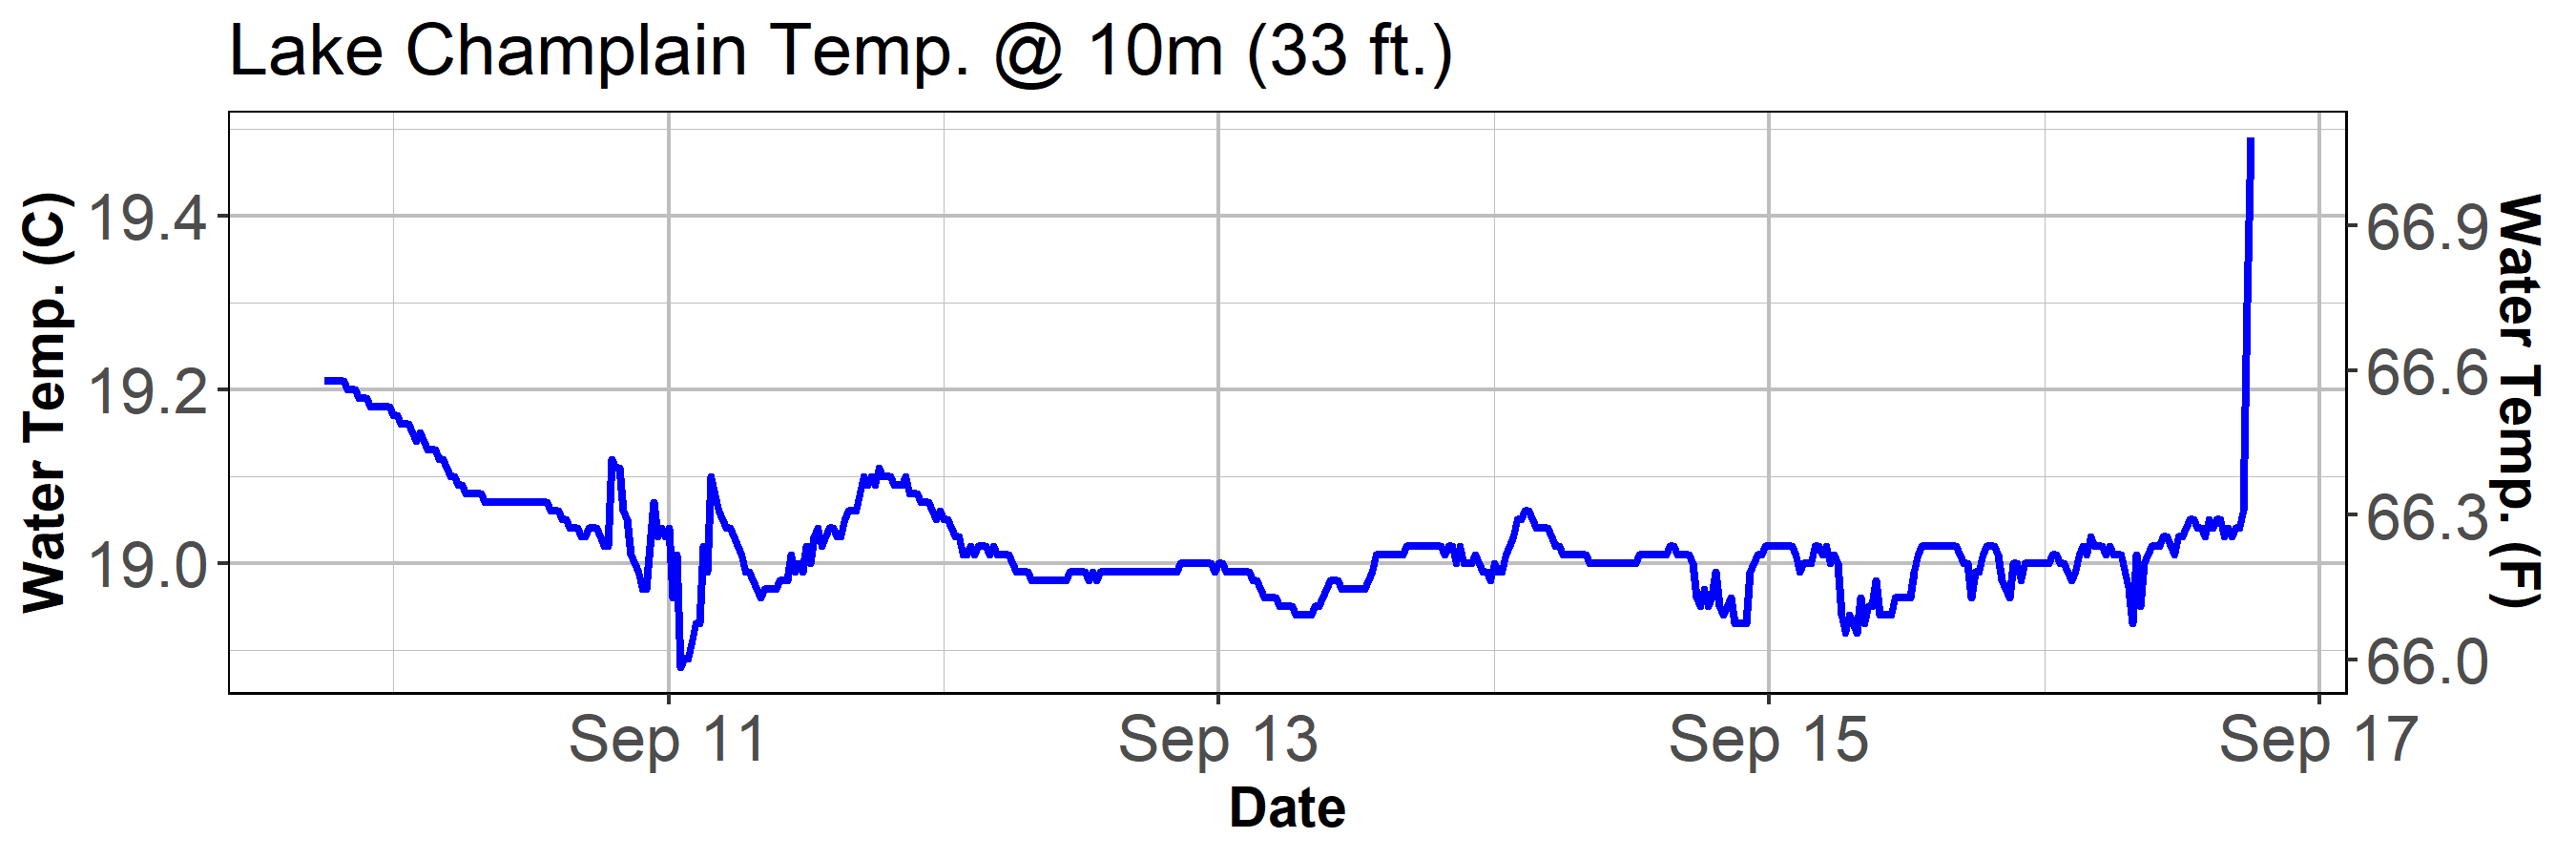 Lake Champlain Temp. @ 10m (33 ft.)
Water Temp. (C)
19.4
19.2
19.0
66.9
66.6
66.3
66.0
Water Temp. (F)
Sep 11
Sep 13
Sep 15
Sep 17
Date